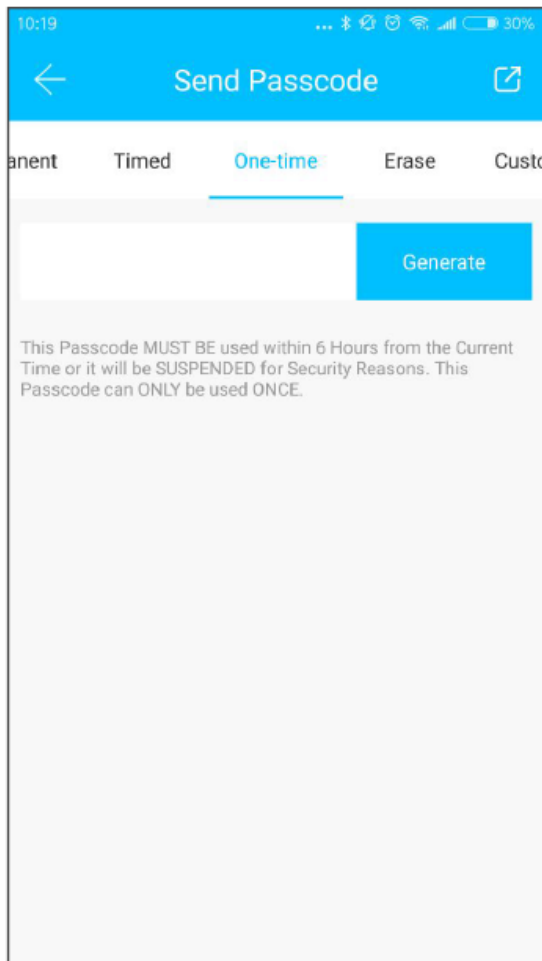 10:19 ... 30%
Send Passcode
anent Timed One-time Erase Custo
Generate
This Passcode MUST BE used within 6 Hours from the Current
Time or it will be SUSPENDED for Security Reasons. This
Passcode can ONLY be used ONCE.